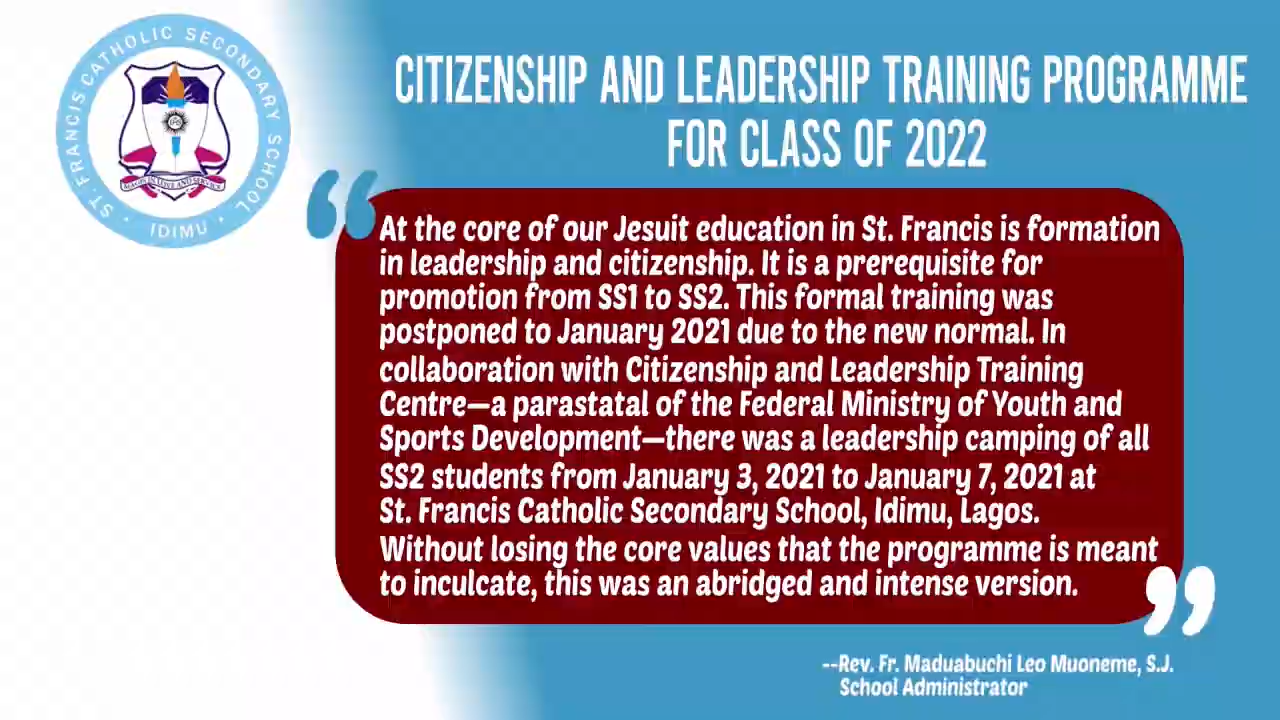 ST. FRANCIS CATHOLIC SECONDARY SCHOOL
IDIMU
CITIZENSHIP AND LEADERSHIP TRAINING PROGRAMME
FOR CLASS OF 2022
“At the core of our Jesuit education in St. Francis is formation
in leadership and citizenship. It is a prerequisite for
promotion from SS1 to SS2. This formal training was
postponed to January 2021 due to the new normal. In
collaboration with Citizenship and Leadership Training
Centre—a parastatal of the Federal Ministry of Youth and
Sports Development—there was a leadership camping of all
SS2 students from January 3, 2021 to January 7, 2021 at
St. Francis Catholic Secondary School, Idimu, Lagos.
Without losing the core values that the programme is meant
to inculcate, this was an abridged and intense version.”
--Rev. Fr. Maduabuchi Leo Muoneme, S.J.
School Administrator